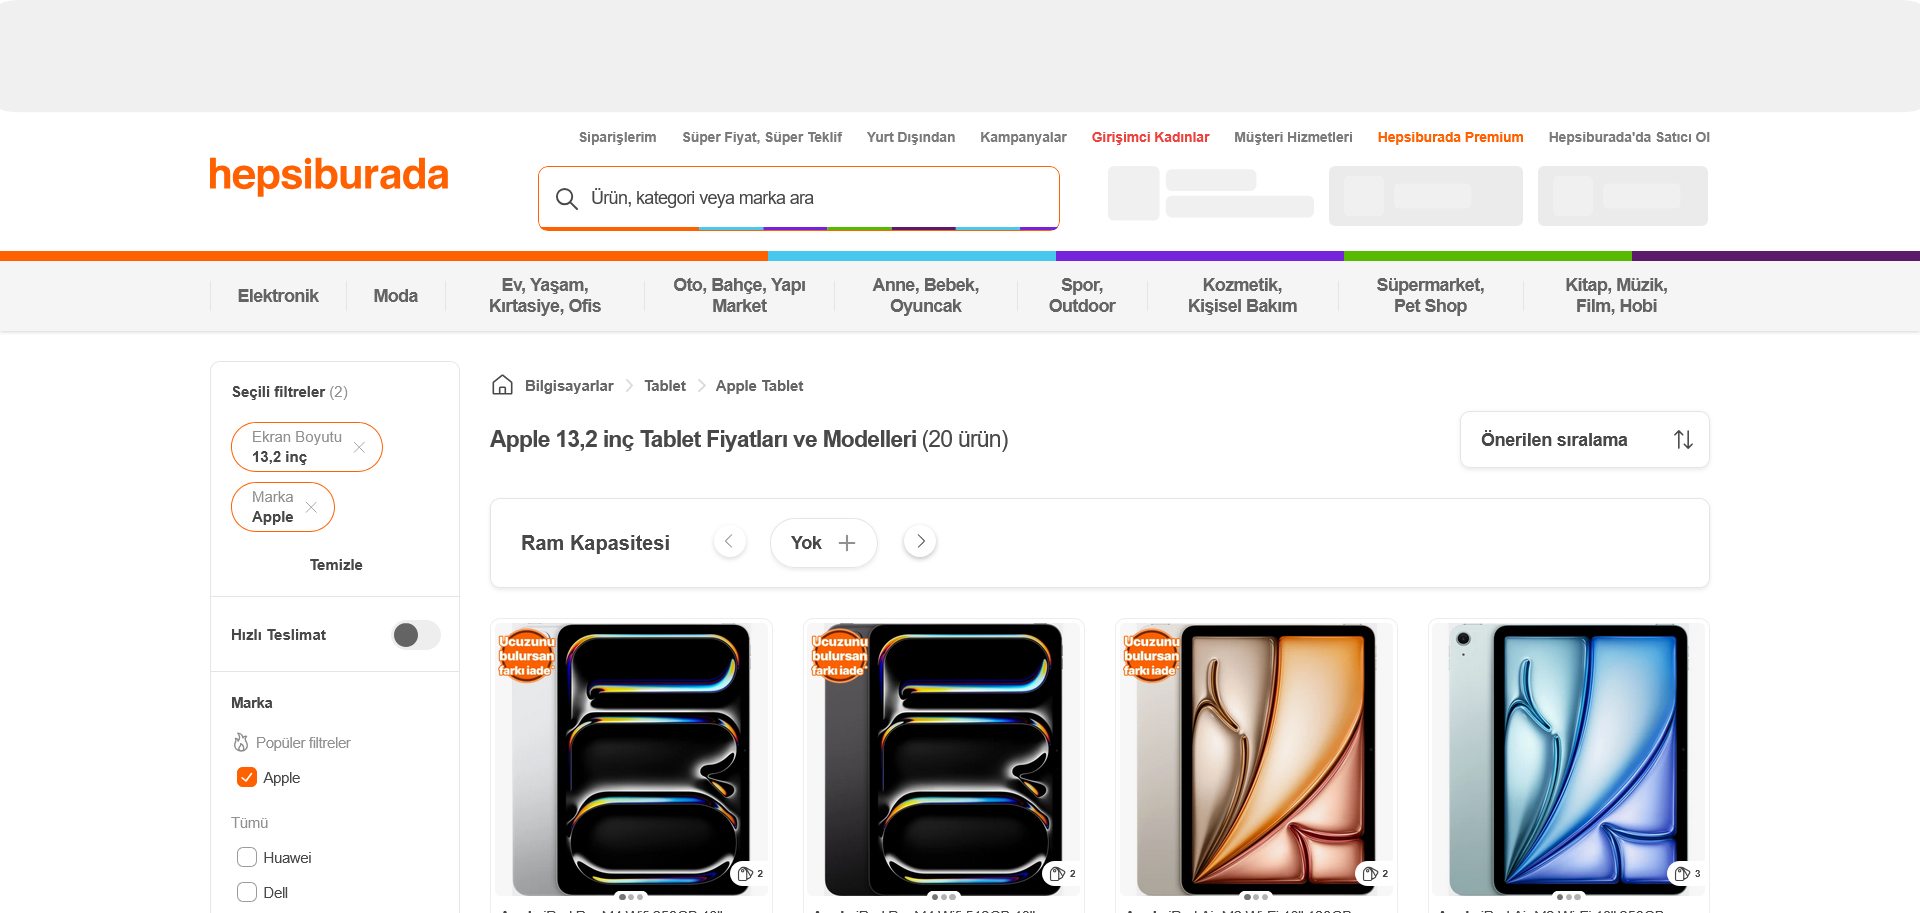 Siparişlerim Süper Fiyat, Süper Teklif Yurt Dışından Kampanyalar Girişimci Kadınlar Müşteri Hizmetleri Hepsiburada Premium Hepsiburada'da Satıcı Ol
hepsiburada
Ürün, kategori veya marka ara
Elektronik
Moda
Ev, Yaşam,
Kırtasiye, Ofis
Oto, Bahçe, Yapı
Market
Anne, Bebek,
Oyuncak
Spor,
Outdoor
Kozmetik,
Kişisel Bakım
Süpermarket,
Pet Shop
Kitap, Müzik,
Film, Hobi
Seçili filtreler (2)
Ekran Boyutu
13,2 inç
Marka
Apple
Temizle
Hızlı Teslimat
Marka
Popüler filtreler
Apple
Tümü
Huawei
Dell
Bilgisayarlar Tablet Apple Tablet
Apple 13,2 inç Tablet Fiyatları ve Modelleri (20 ürün)
Önerilen sıralama
Ram Kapasitesi
Yok
Ucuzunu
bulursan
farkı iade
2
Ucuzunu
bulursan
farkı iade
2
Ucuzunu
bulursan
farkı iade
2
3